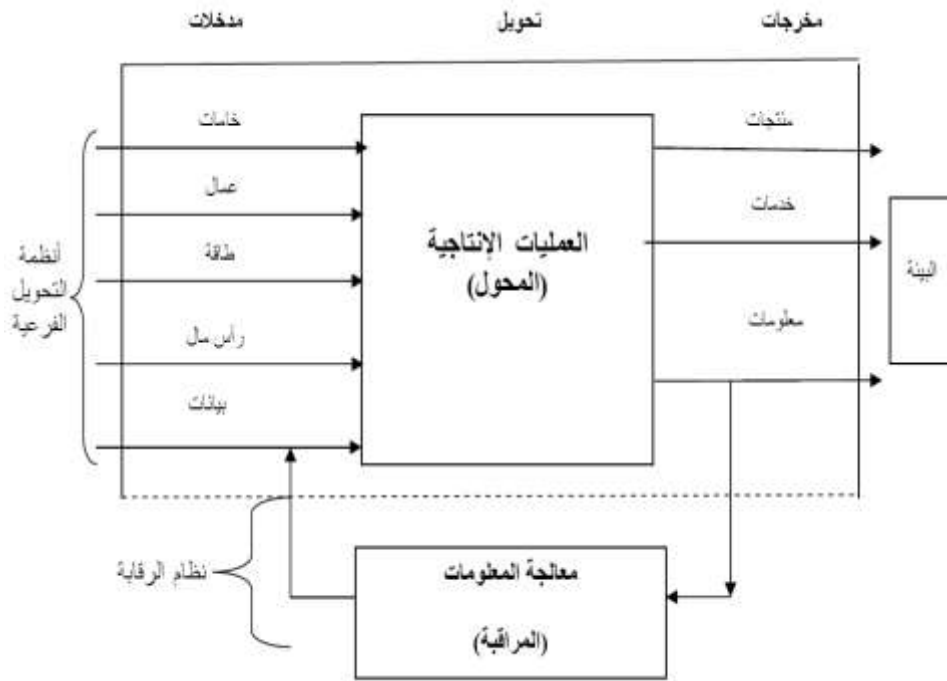 مدخلات
تحويل
مخرجات
خامات
عمال
طاقة
رأس مال
بيانات
أنظمة
التحويل
الفرعية
العمليات الإنتاجية
(المحول)
منتجات
خدمات
معلومات
البيئة
نظام الرقابة
معالجة المعلومات
(المراقبة)